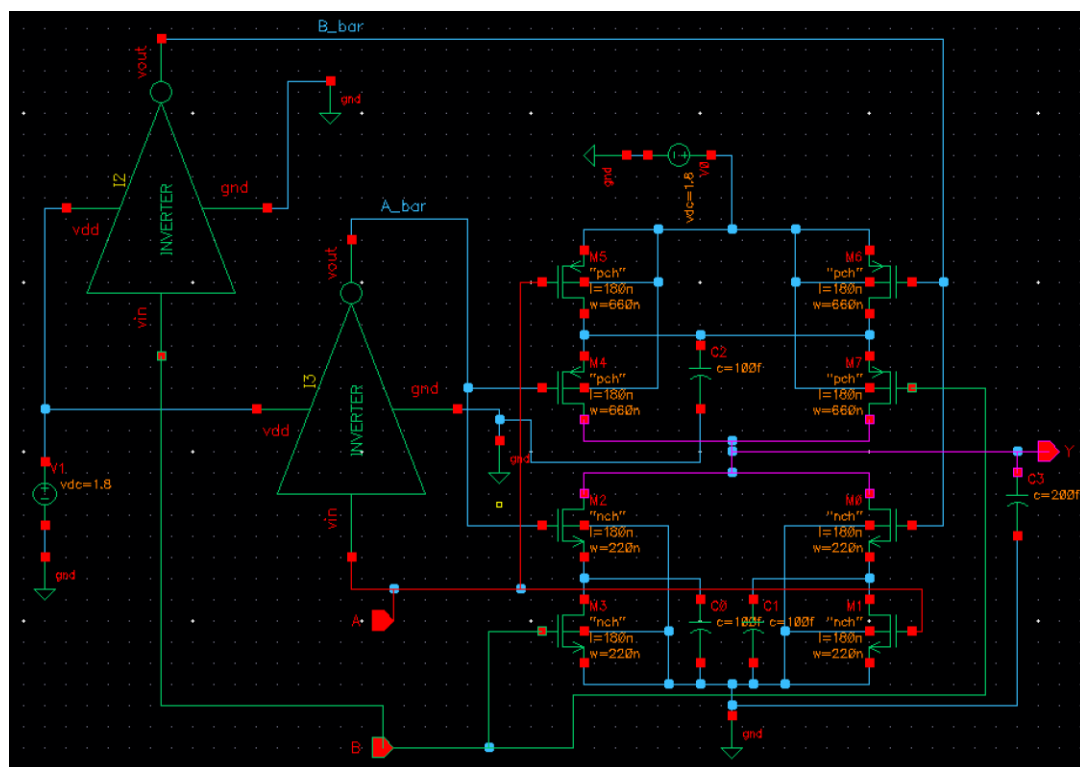 B_bar
vout
gnd
I2
INVERTER
gnd
vdd
vin
gnd
V0
vdc=1.8
A_bar
vout
I3
INVERTER
gnd
vdd
vin
gnd
V1
vdc=1.8
gnd
M5
"pch"
l=180n
w=660n
M6
"pch"
l=180n
w=660n
M4
"pch"
l=180n
w=660n
C2
c=100f
M7
"pch"
l=180n
w=660n
Y
C3
c=200f
M2
"nch"
l=180n
w=220n
M0
"nch"
l=180n
w=220n
A
M3
"nch"
l=180n
w=220n
C0
c=100f
C1
c=100f
M1
"nch"
l=180n
w=220n
B
gnd